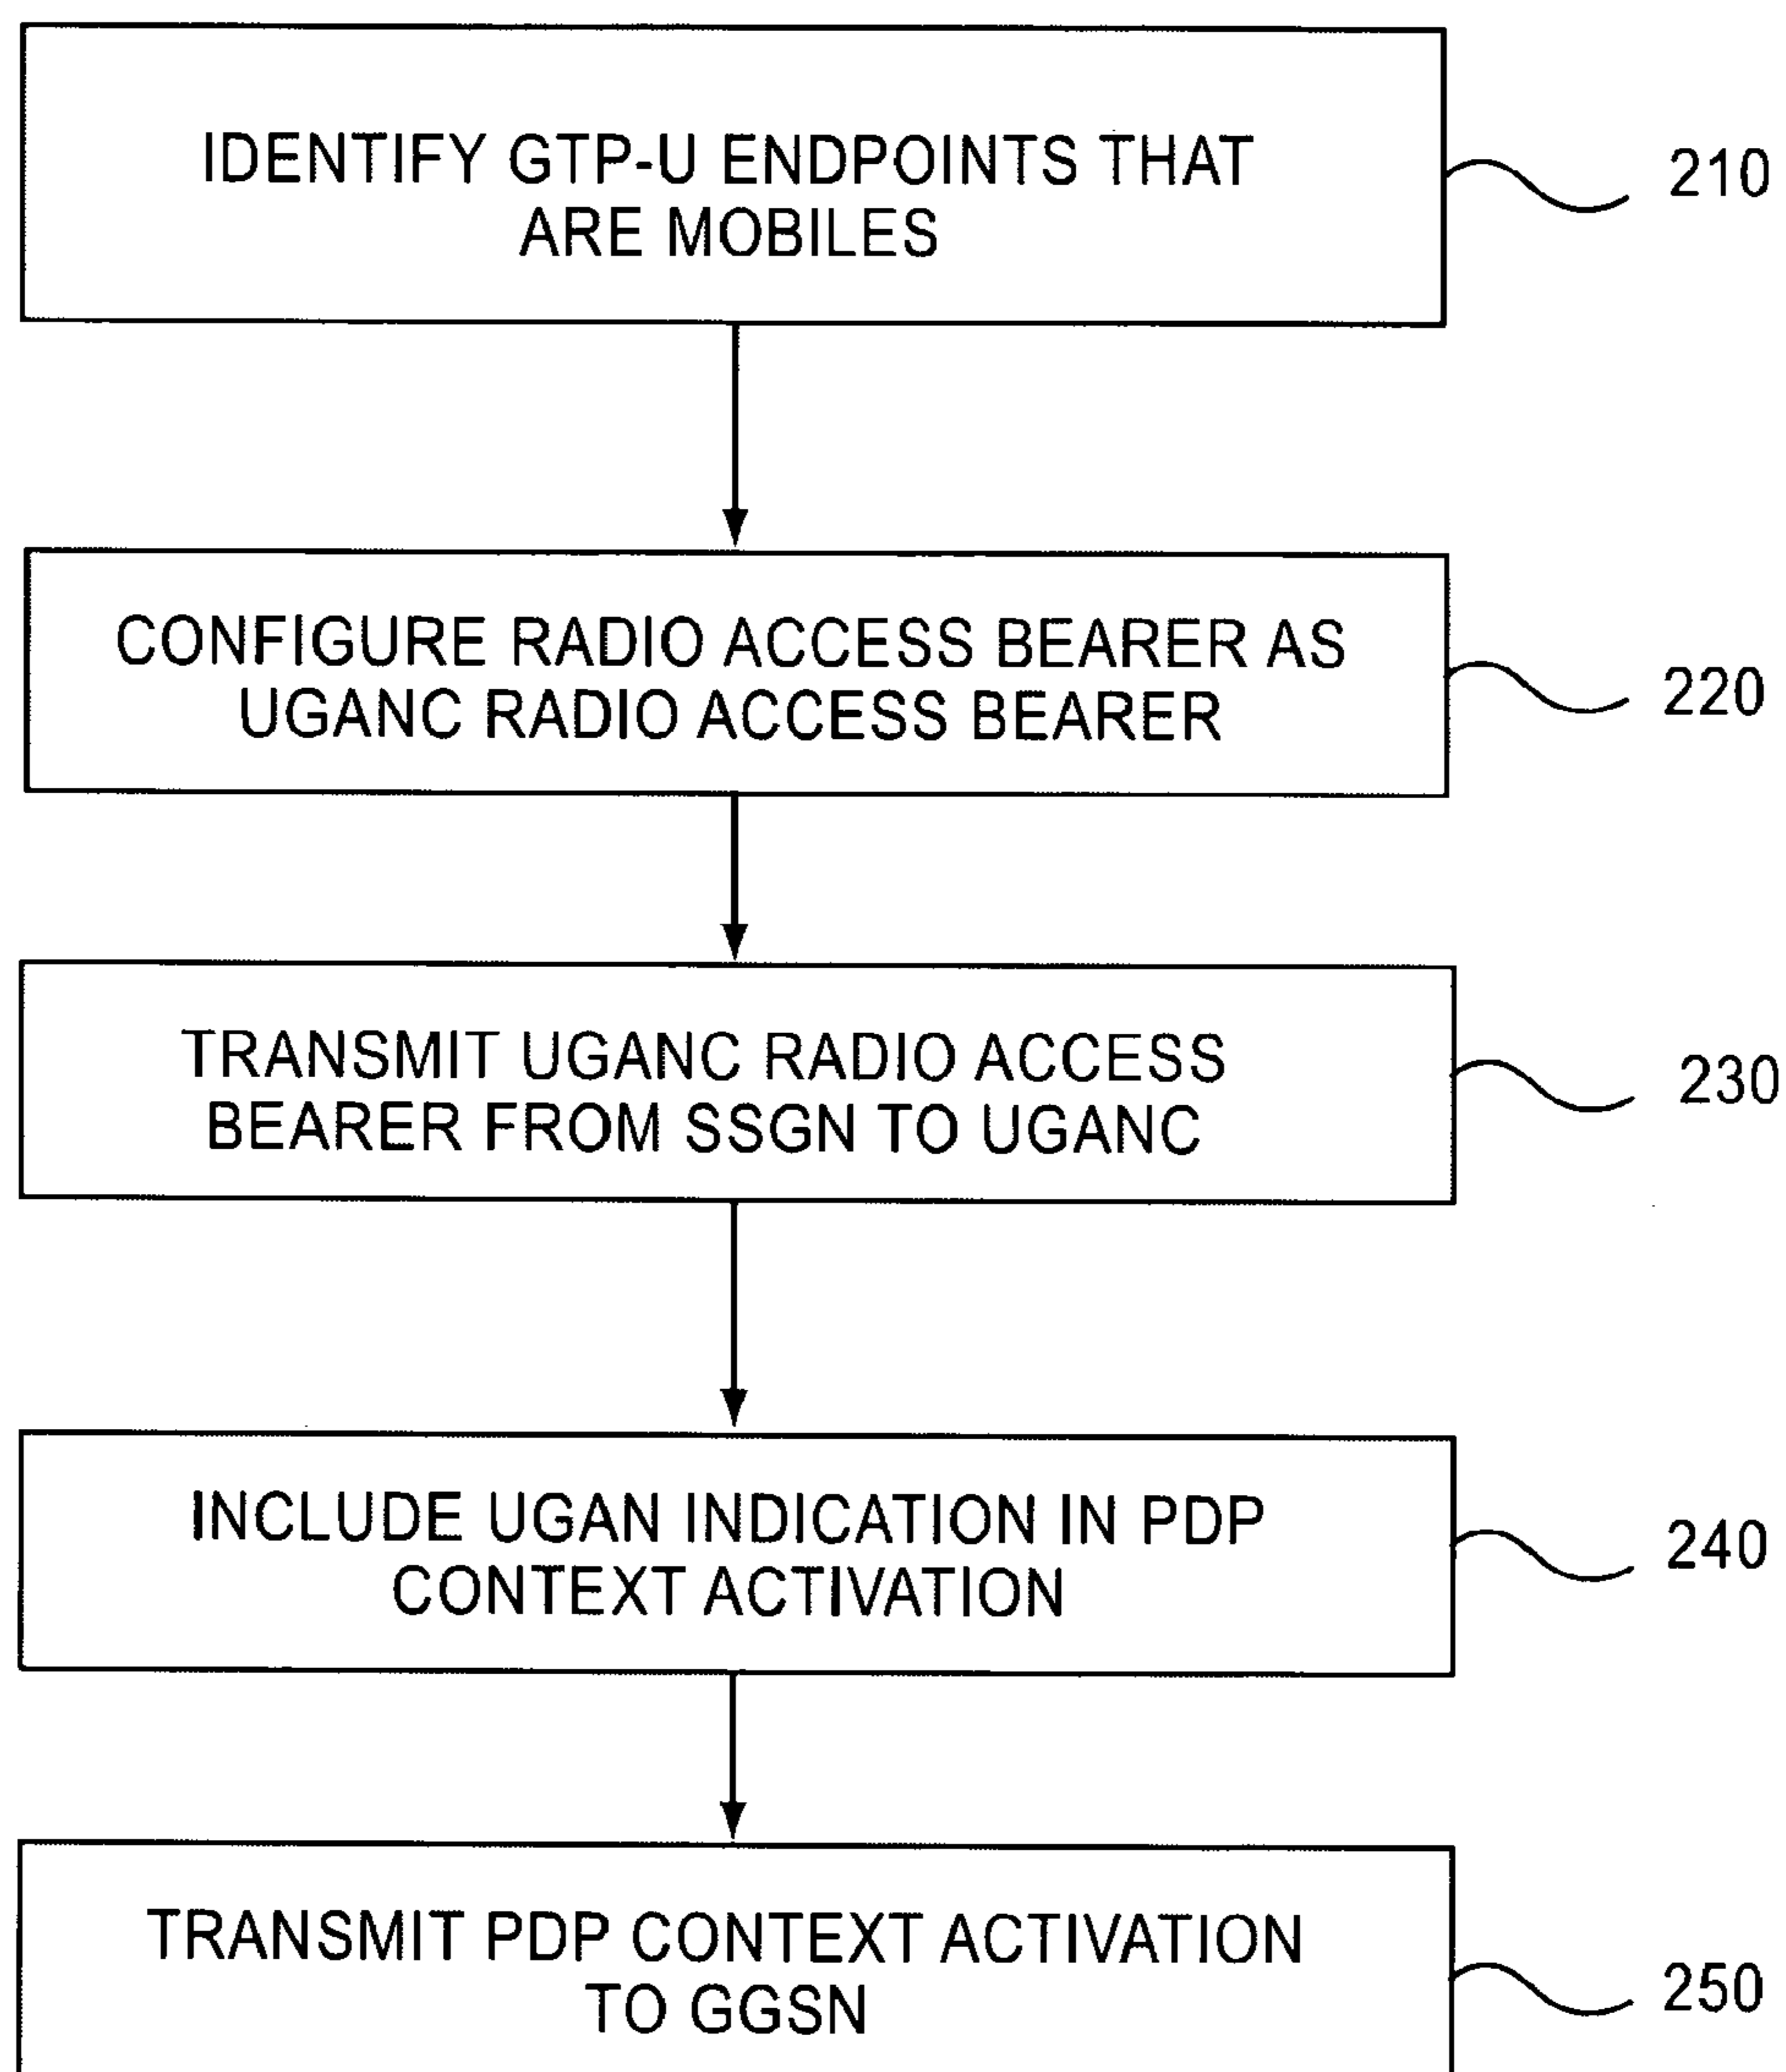 IDENTIFY GTP-U ENDPOINTS THAT
ARE MOBILES
210
CONFIGURE RADIO ACCESS BEARER AS
UGANC RADIO ACCESS BEARER
220
TRANSMIT UGANC RADIO ACCESS
BEARER FROM SSGN TO UGANC
230
INCLUDE UGAN INDICATION IN PDP
CONTEXT ACTIVATION
240
TRANSMIT PDP CONTEXT ACTIVATION
TO GGSN
250